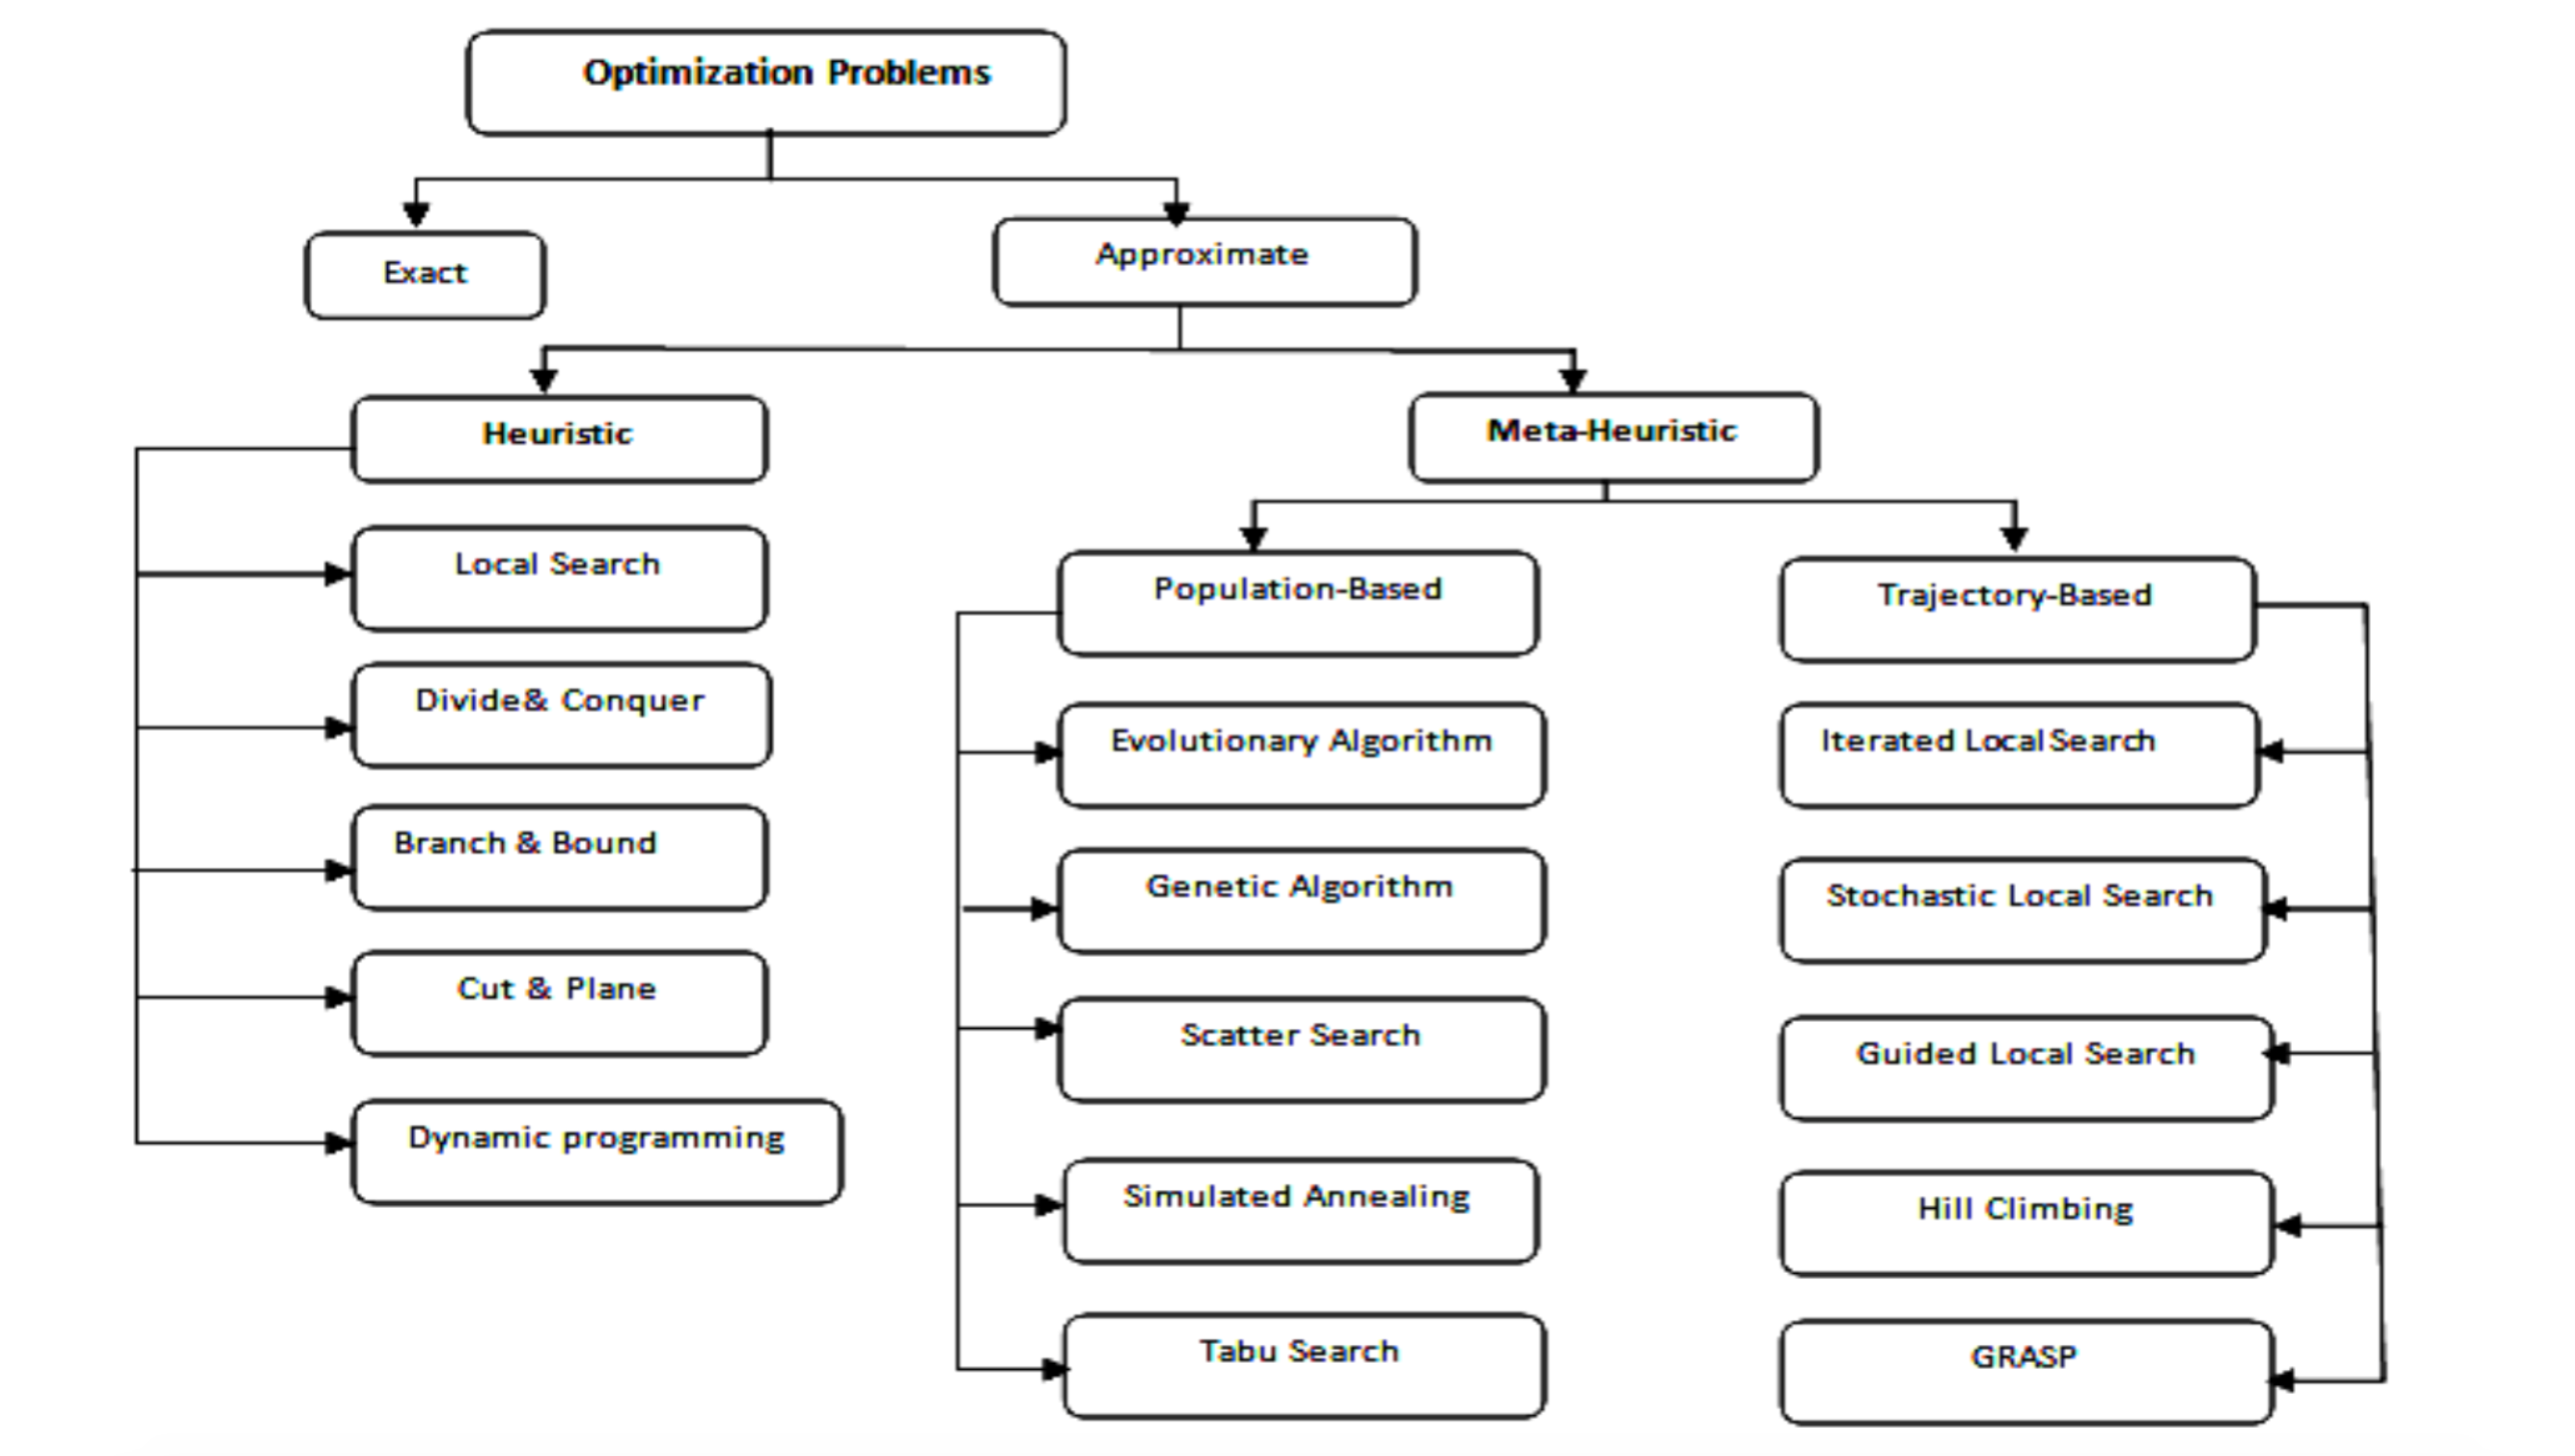 Optimization Problems
Exact
Approximate
Heuristic
Meta-Heuristic
Local Search
Divide& Conquer
Branch & Bound
Cut & Plane
Dynamic programming
Population-Based
Evolutionary Algorithm
Genetic Algorithm
Scatter Search
Simulated Annealing
Tabu Search
Trajectory-Based
Iterated Local Search
Stochastic Local Search
Guided Local Search
Hill Climbing
GRASP